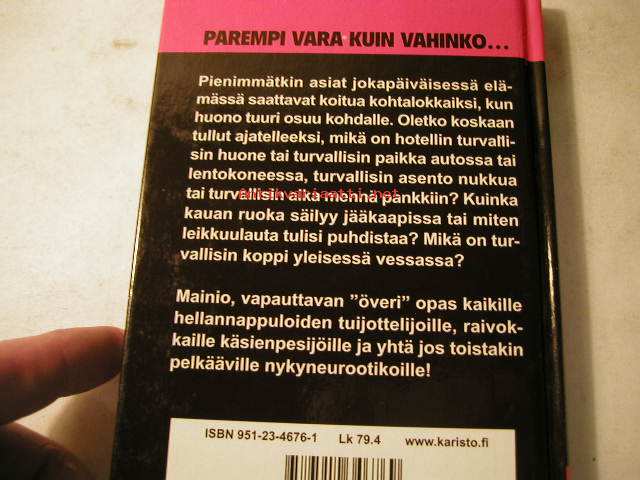 PAREMPI VARA KUIN VAHINKO...
Pienimmätkin asiat jokapäiväisessä elä-
mässä saattavat koitua kohtalokkaiksi, kun
huono tuuri osuu kohdalle. Oletko koskaan
tullut ajatelleeksi, mikä on hotellin turvalli-
sin huone tai turvallisin paikka autossa tai
lentokoneessa, turvallisin asento nukkua
tai turvallisin aika mennä pankkiin? Kuinka
kauan ruoka säilyy jääkaapissa tai miten
leikkuulauta tulisi puhdistaa? Mikä on tur-
vallisin koppi yleisessä vessassa?
Mainio, vapauttavan ”överi” opas kaikille
hellannappuloiden tuijottelijoille, raivok-
kaille käsienpesijöille ja yhtä jos toistakin
pelkääville nykyneurootikoille!
ISBN 951-23-4676-1 Lk 79.4 www.karisto.fi